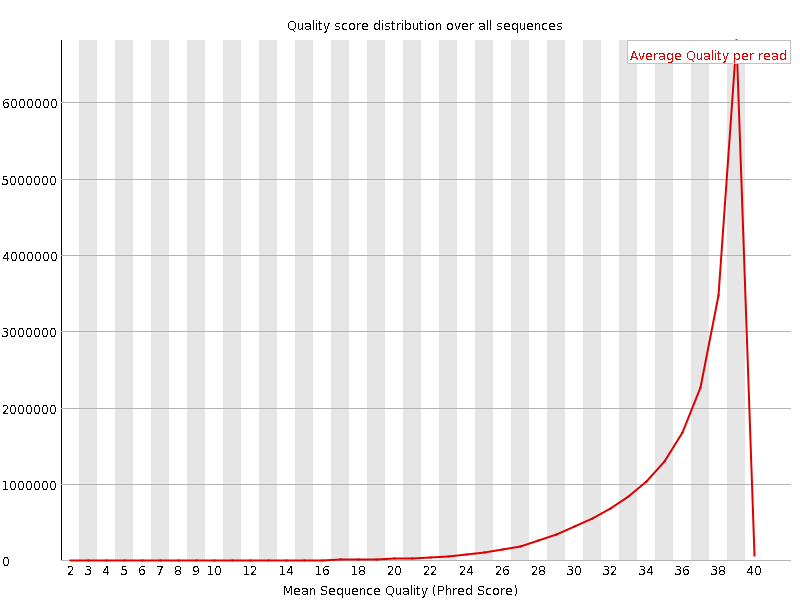 Quality score distribution over all sequences
Average Quality per read
6000000
5000000
4000000
3000000
2000000
1000000
0
2 3 4 5 6 7 8 9 10 12 14 16 18 20 22 24 26 28 30 32 34 36 38 40
Mean Sequence Quality (Phred Score)